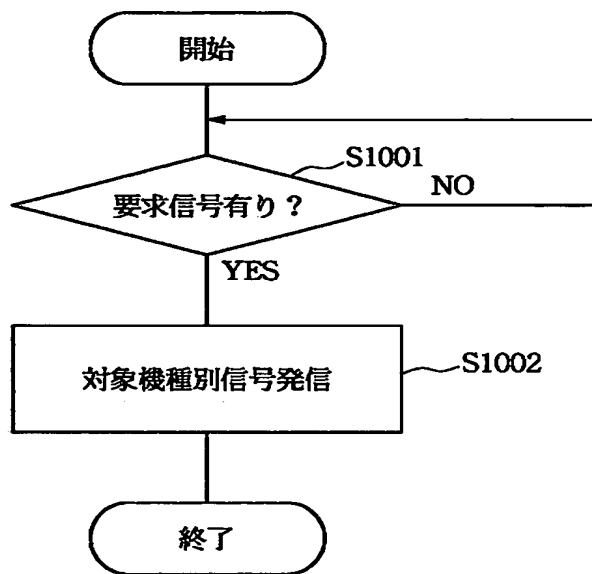 開始
S1001
要求信号有り?
NO
YES
対象機種別信号発信
S1002
終了